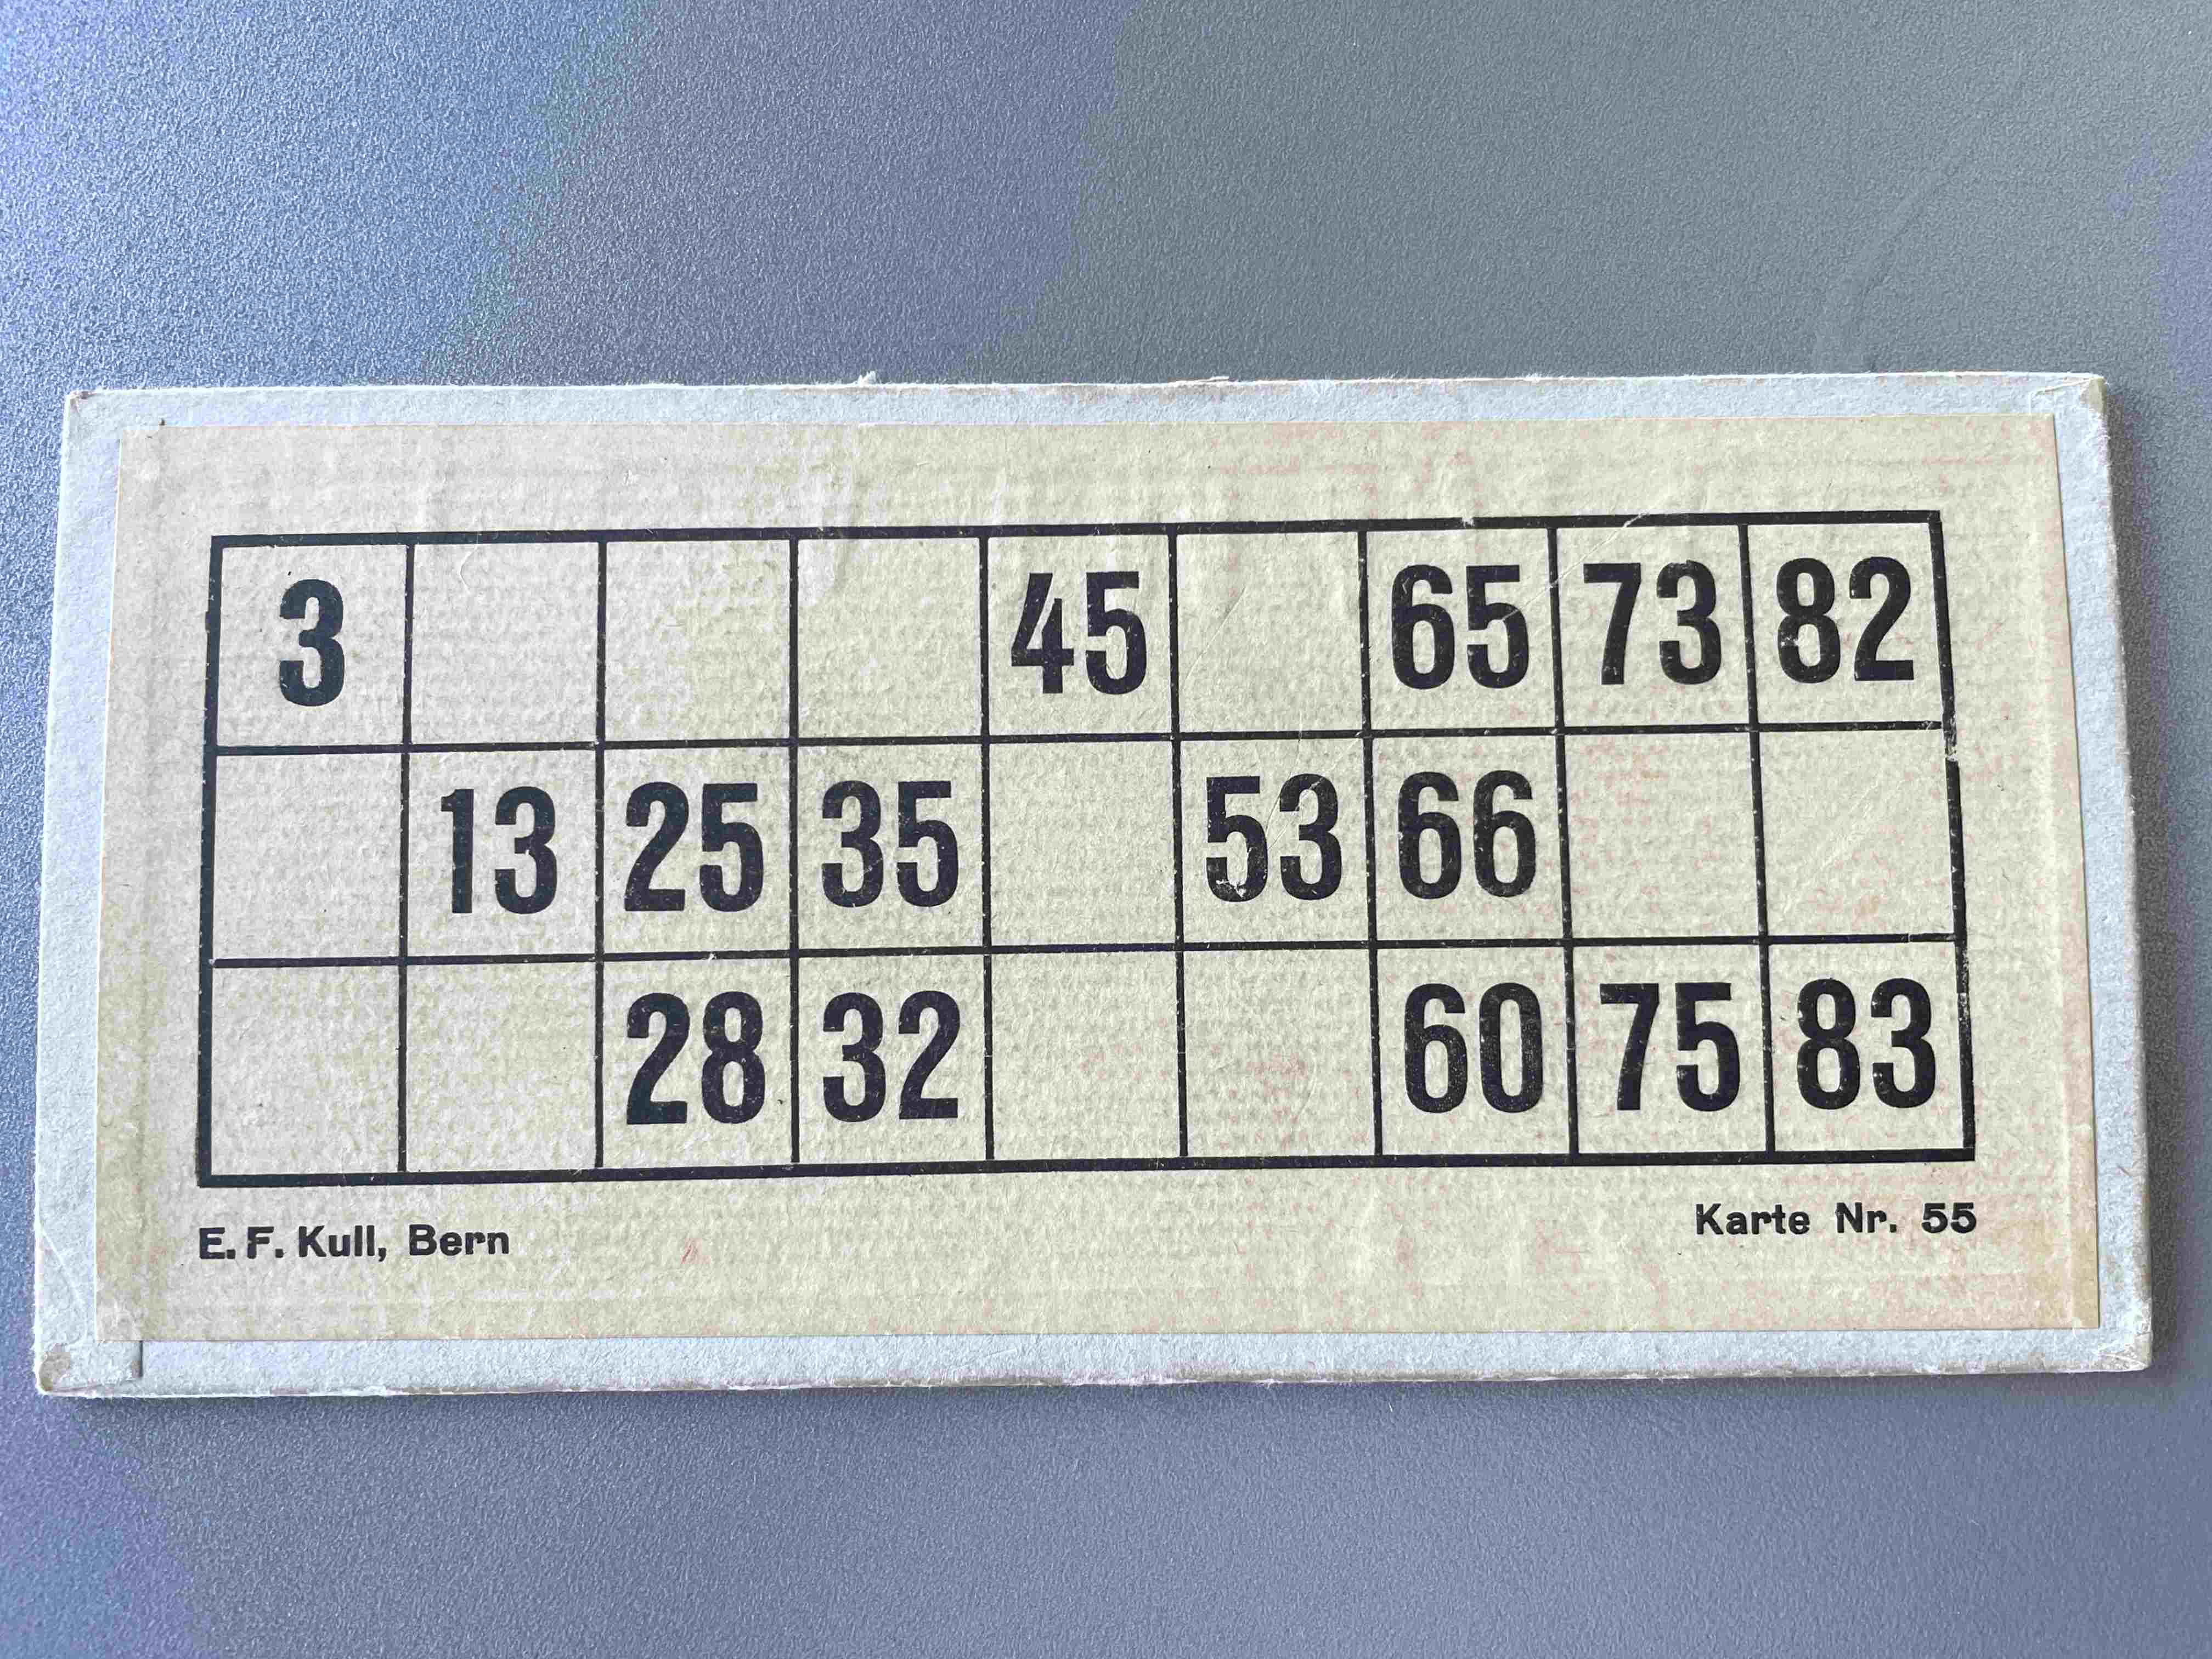 3 45 65 73 82
13 25 35 53 66
28 32 60 75 83
E. F. Kull, Bern
Karte Nr. 55